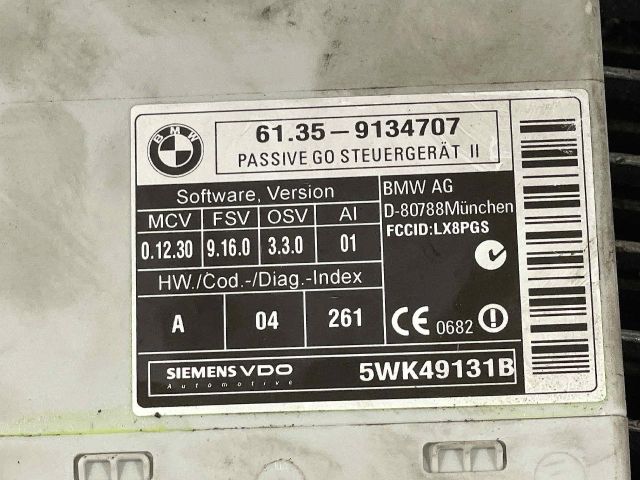 BMW
61.35-9134707
PASSIVE GO STEUERGERÄT II
Software, Version
MCV FSV OSV AI
0.12.30 9.16.0 3.3.0 01
HW./Cod.-/Diag.-Index
A 04 261
BMW AG
D-80788München
FCCID:LX8PGS
CE 0682
SIEMENS VDO
Automotive
5WK49131B